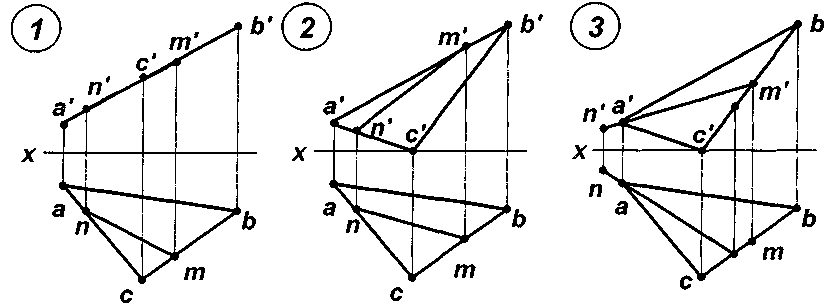 1 2 3
b' b' b
m' m'
c'
n' m'
a' a' n' a'
n' c' c'
x x x
n
a b a b a b
n n
m m m
c c c